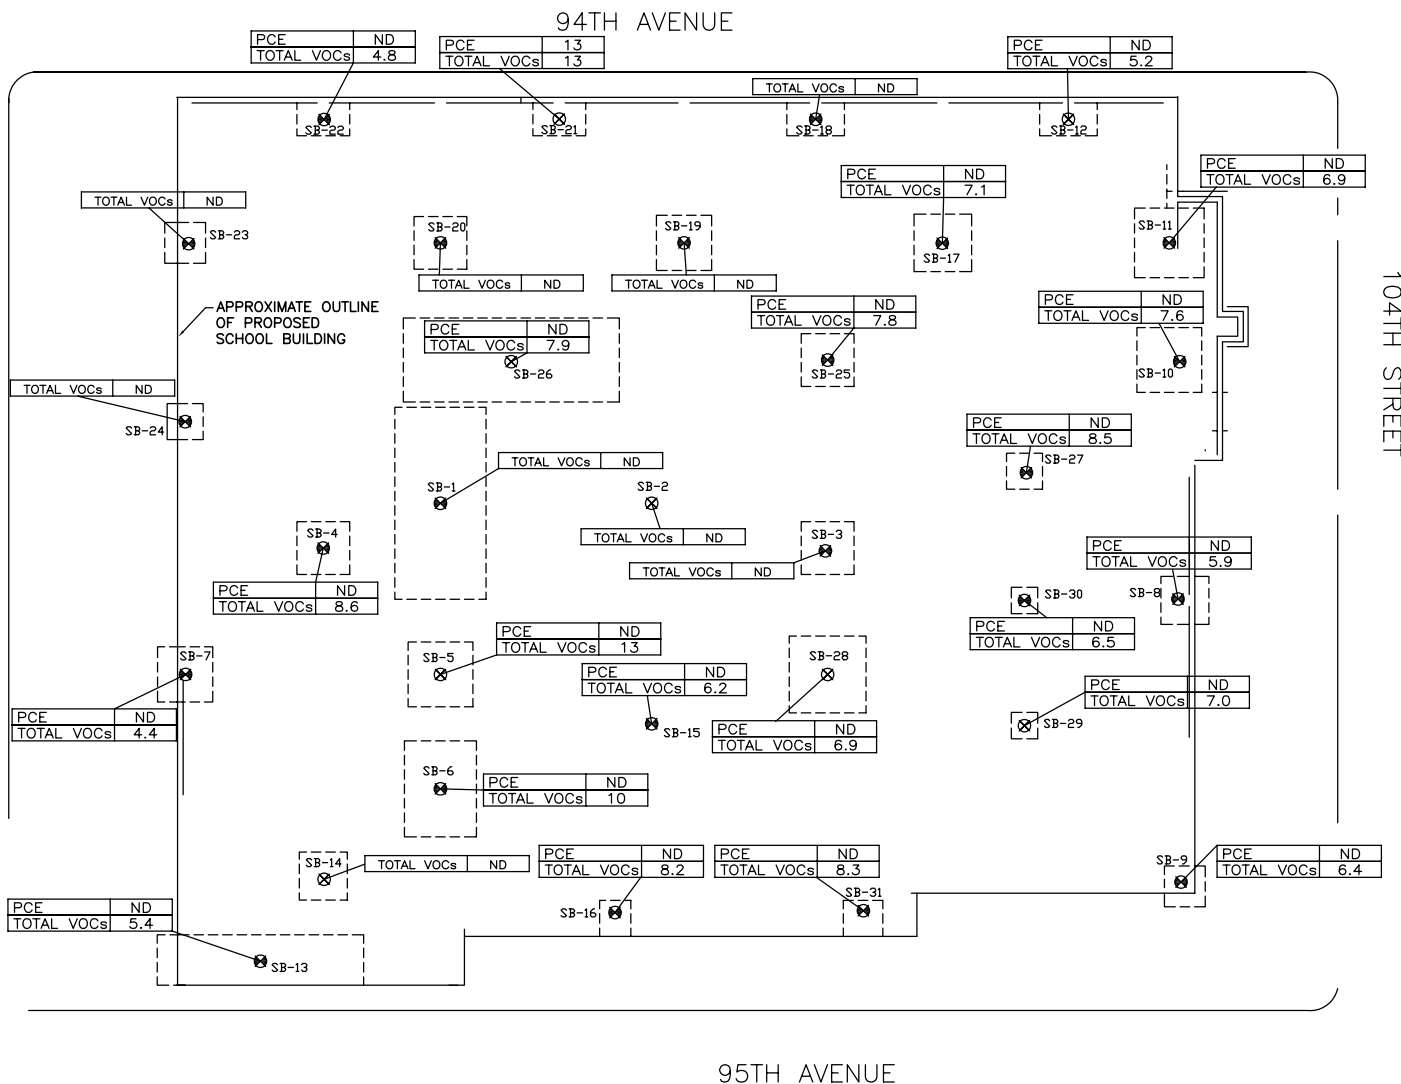 94TH AVENUE
PCE ND
TOTAL VOCs 4.8
PCE 13
TOTAL VOCs 13
PCE ND
TOTAL VOCs 5.2
TOTAL VOCs ND
SB-22
SB-21
SB-18
SB-12
PCE ND
TOTAL VOCs 6.9
PCE ND
TOTAL VOCs 7.1
TOTAL VOCs ND
SB-23
SB-20
SB-19
SB-17
SB-11
TOTAL VOCs ND
TOTAL VOCs ND
104TH STREET
APPROXIMATE OUTLINE
OF PROPOSED
SCHOOL BUILDING
PCE ND
TOTAL VOCs 7.9
SB-26
PCE ND
TOTAL VOCs 7.8
SB-25
PCE ND
TOTAL VOCs 7.6
SB-10
TOTAL VOCs ND
SB-24
PCE ND
TOTAL VOCs 8.5
SB-27
TOTAL VOCs ND
SB-1
SB-2
TOTAL VOCs ND
SB-4
SB-3
TOTAL VOCs ND
PCE ND
TOTAL VOCs 5.9
SB-8
PCE ND
TOTAL VOCs 8.6
SB-30
PCE ND
TOTAL VOCs 6.5
PCE ND
TOTAL VOCs 13
SB-7
SB-5
SB-28
PCE ND
TOTAL VOCs 6.2
SB-15
PCE ND
TOTAL VOCs 7.0
SB-29
PCE ND
TOTAL VOCs 4.4
PCE ND
TOTAL VOCs 6.9
SB-6
PCE ND
TOTAL VOCs 10
SB-14
TOTAL VOCs ND
PCE ND
TOTAL VOCs 8.2
PCE ND
TOTAL VOCs 8.3
SB-9
PCE ND
TOTAL VOCs 6.4
SB-16
SB-31
PCE ND
TOTAL VOCs 5.4
SB-13
95TH AVENUE